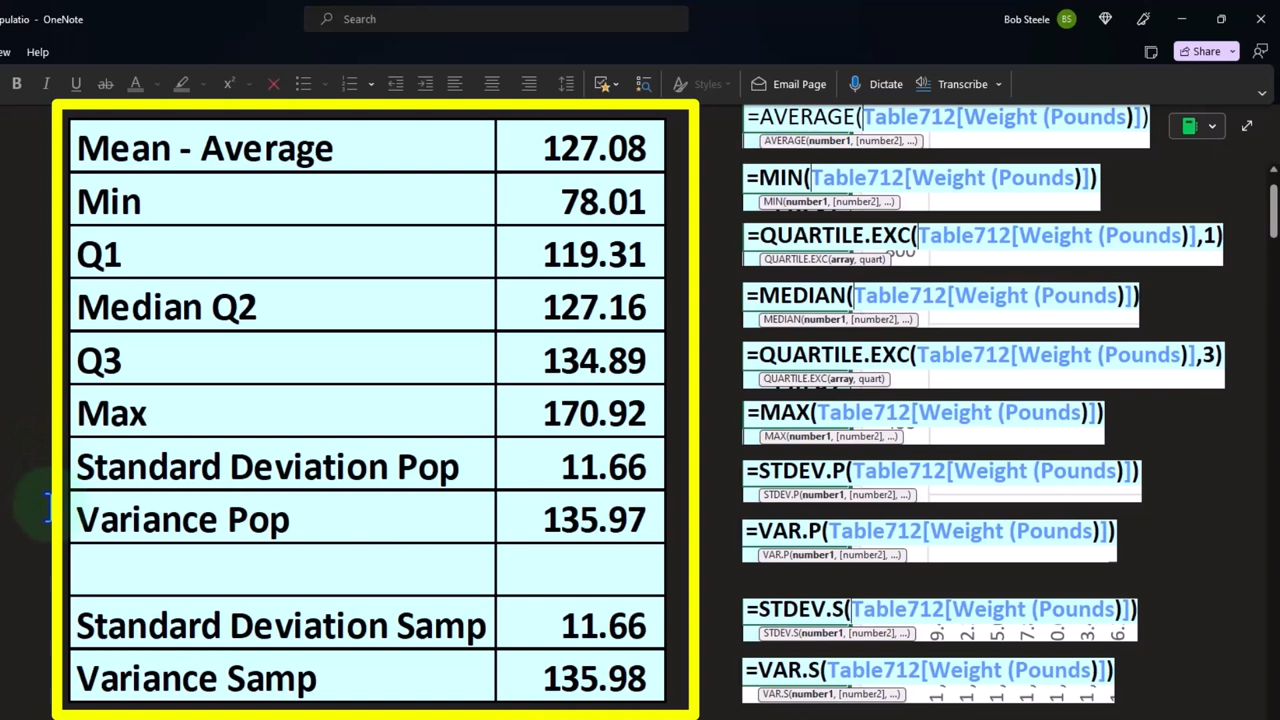 pulatio - OneNote
Search
Bob Steele
BS
ew Help
Share
B I U ab A x² Styles Email Page Dictate Transcribe
Mean - Average 127.08
=AVERAGE(Table712[Weight (Pounds)])
AVERAGE(number1, [number2], ...)
Min 78.01
=MIN(Table712[Weight (Pounds)])
MIN(number1, [number2], ...)
Q1 119.31
=QUARTILE.EXC(Table712[Weight (Pounds)],1)
QUARTILE.EXC(array, quart)
Median Q2 127.16
=MEDIAN(Table712[Weight (Pounds)])
MEDIAN(number1, [number2], ...)
Q3 134.89
=QUARTILE.EXC(Table712[Weight (Pounds)],3)
QUARTILE.EXC(array, quart)
Max 170.92
=MAX(Table712[Weight (Pounds)])
MAX(number1, [number2], ...)
Standard Deviation Pop 11.66
=STDEV.P(Table712[Weight (Pounds)])
STDEV.P(number1, [number2], ...)
Variance Pop 135.97
=VAR.P(Table712[Weight (Pounds)])
VAR.P(number1, [number2], ...)
Standard Deviation Samp 11.66
=STDEV.S(Table712[Weight (Pounds)])
STDEV.S(number1, [number2], ...)
Variance Samp 135.98
=VAR.S(Table712[Weight (Pounds)])
VAR.S(number1, [number2], ...)